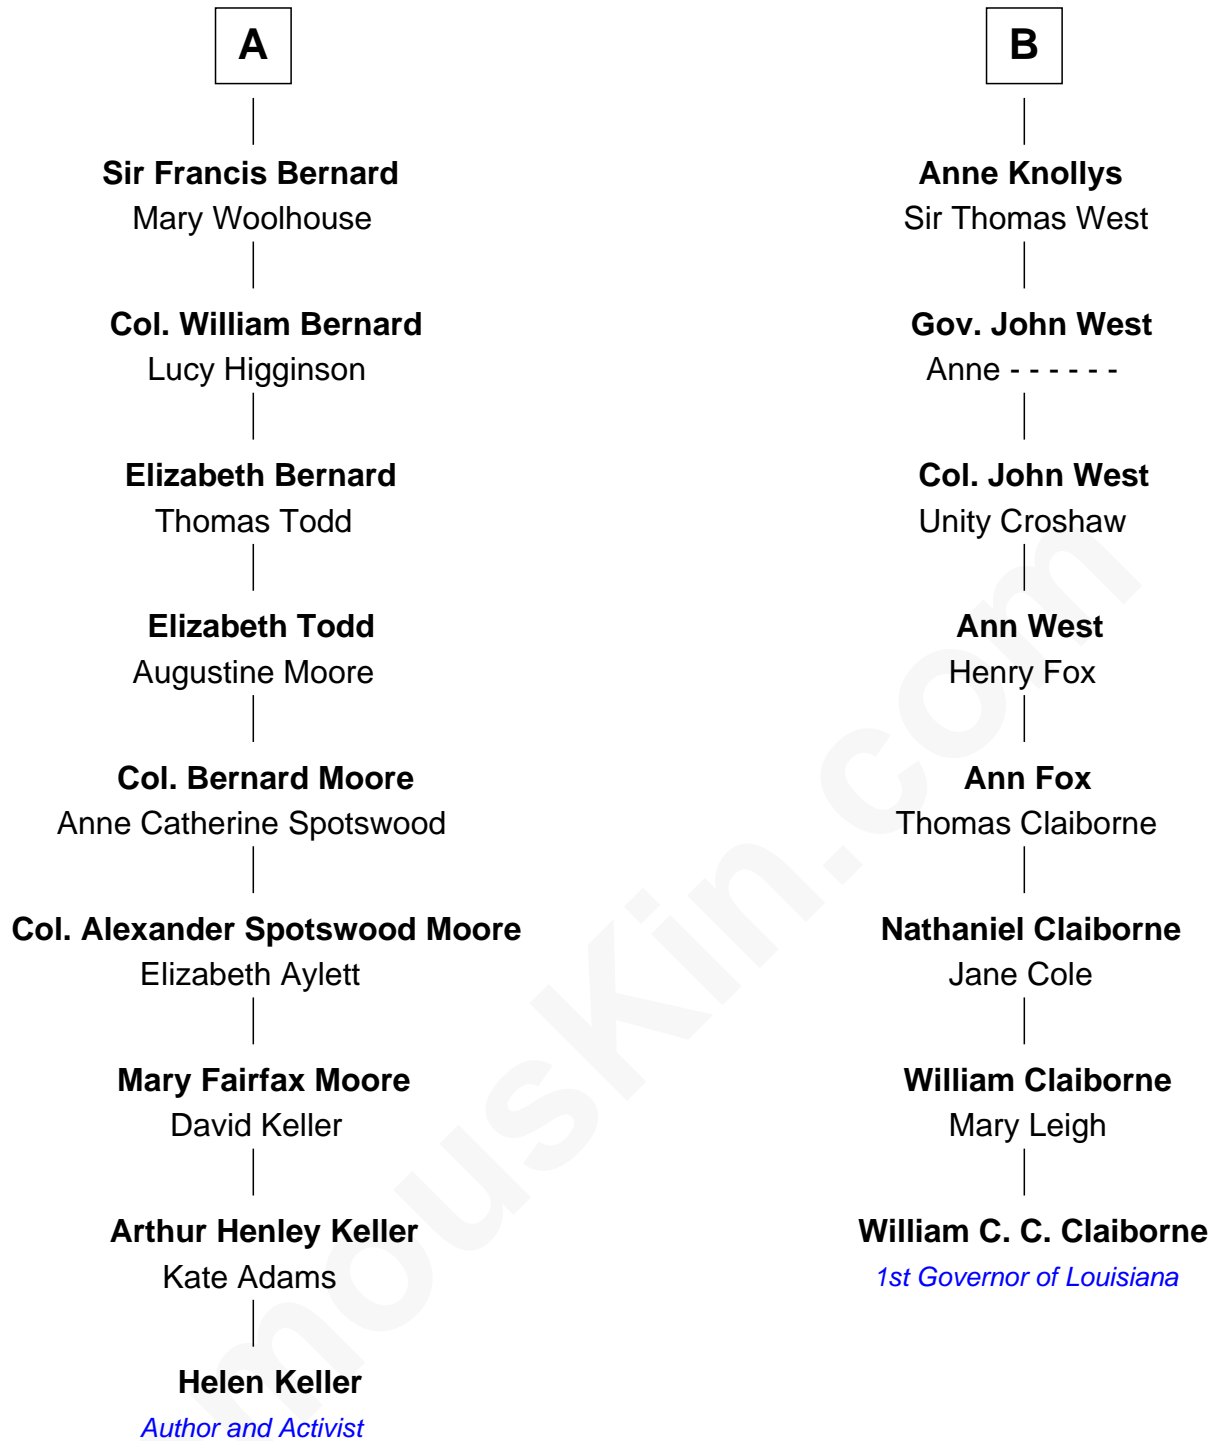 A
Sir Francis Bernard
Mary Woolhouse
Col. William Bernard
Lucy Higginson
Elizabeth Bernard
Thomas Todd
Elizabeth Todd
Augustine Moore
Col. Bernard Moore
Anne Catherine Spotswood
Col. Alexander Spotswood Moore
Elizabeth Aylett
Mary Fairfax Moore
David Keller
Arthur Henley Keller
Kate Adams
Helen Keller
Author and Activist
B
Anne Knollys
Sir Thomas West
Gov. John West
Anne - - - - - -
Col. John West
Unity Croshaw
Ann West
Henry Fox
Ann Fox
Thomas Claiborne
Nathaniel Claiborne
Jane Cole
William Claiborne
Mary Leigh
William C. C. Claiborne
1st Governor of Louisiana
mouskin.com